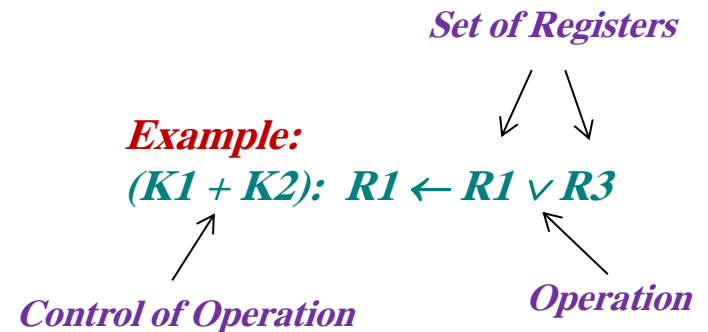 Set of Registers
Example:
(K1 + K2): R1 ← R1 ∨ R3
Control of Operation
Operation